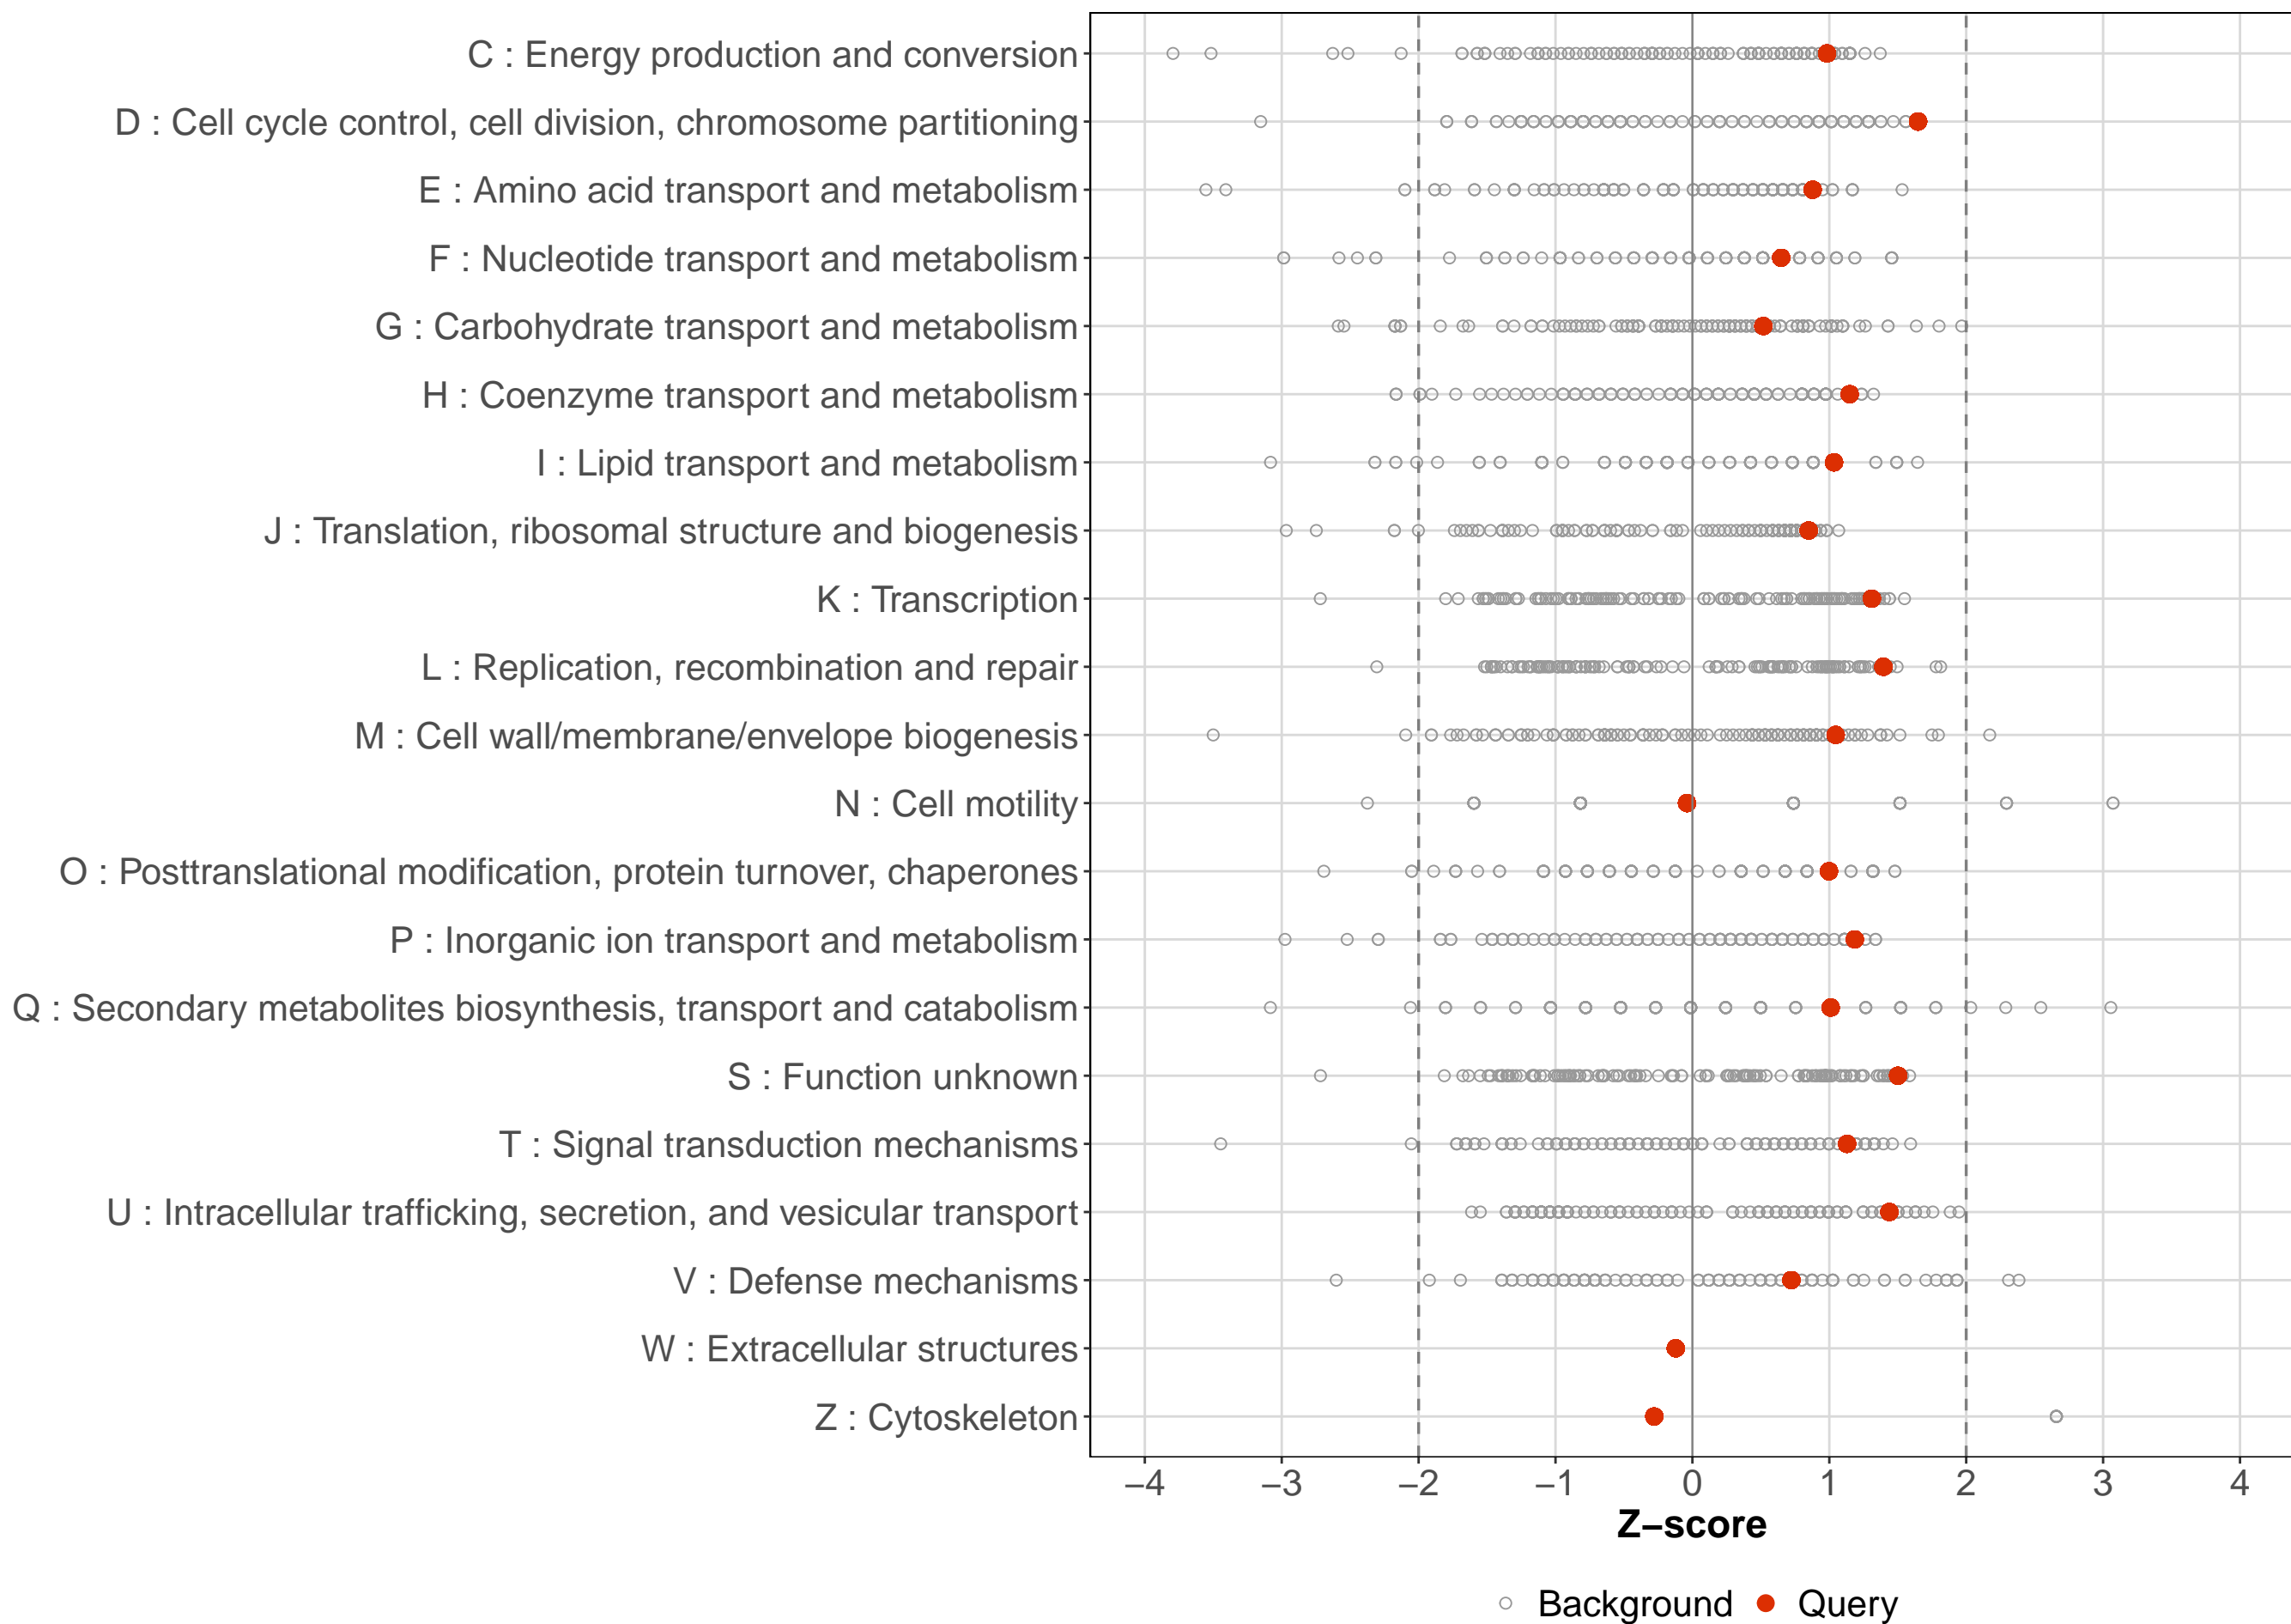 C : Energy production and conversion
D : Cell cycle control, cell division, chromosome partitioning
E : Amino acid transport and metabolism
F : Nucleotide transport and metabolism
G : Carbohydrate transport and metabolism
H : Coenzyme transport and metabolism
I : Lipid transport and metabolism
J : Translation, ribosomal structure and biogenesis
K : Transcription
L : Replication, recombination and repair
M : Cell wall/membrane/envelope biogenesis
N : Cell motility
O : Posttranslational modification, protein turnover, chaperones
P : Inorganic ion transport and metabolism
Q : Secondary metabolites biosynthesis, transport and catabolism
S : Function unknown
T : Signal transduction mechanisms
U : Intracellular trafficking, secretion, and vesicular transport
V : Defense mechanisms
W : Extracellular structures
Z : Cytoskeleton
−4 −3 −2 −1 0 1 2 3 4
Z−score
Background Query